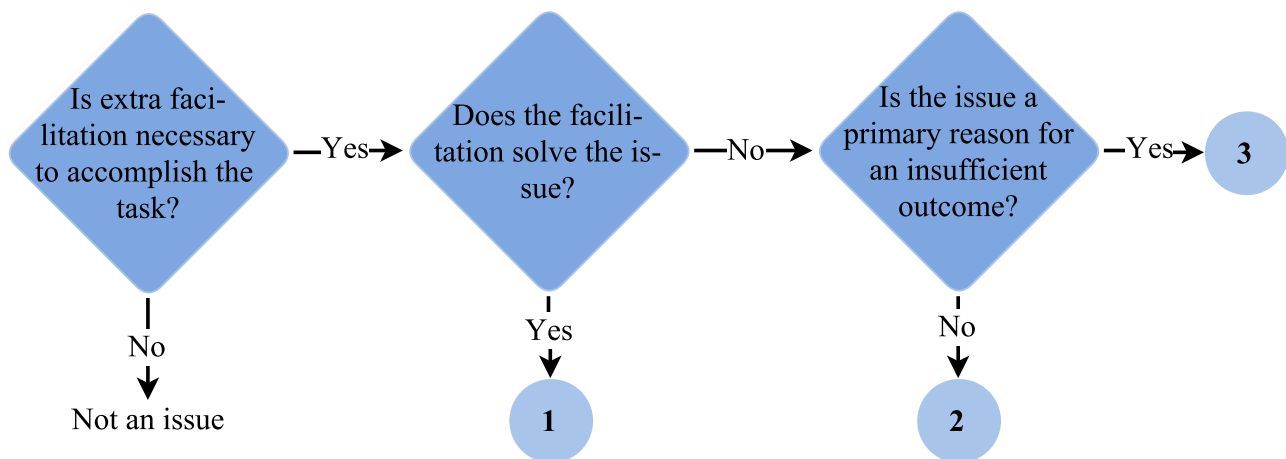 Is extra faci-
litation necessary
to accomplish the
task?
Yes
Does the facili-
tation solve the is-
sue?
No
Is the issue a
primary reason for
an insufficient
outcome?
Yes
3
No
Not an issue
Yes
1
No
2